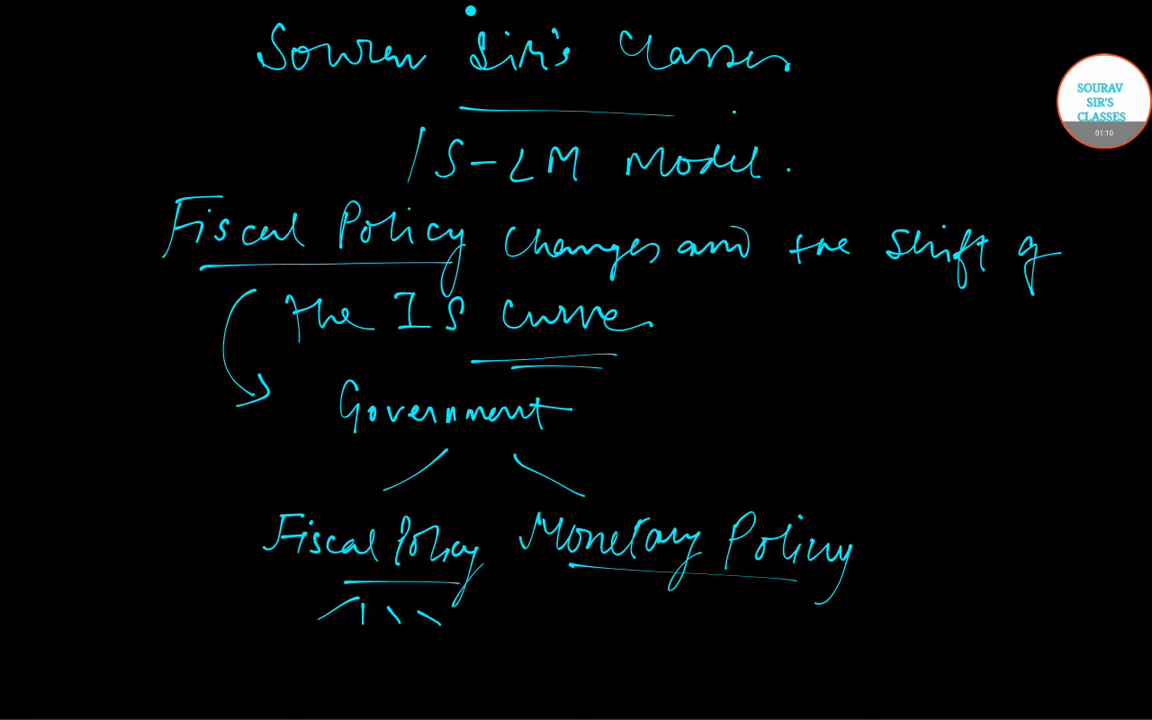 Sourav Sir's Classes
IS-LM Model.
Fiscal Policy changes and the shift of
the IS curve
Government
Fiscal Policy Monetary Policy
SOURAV
SIR'S
CLASSES
01:10